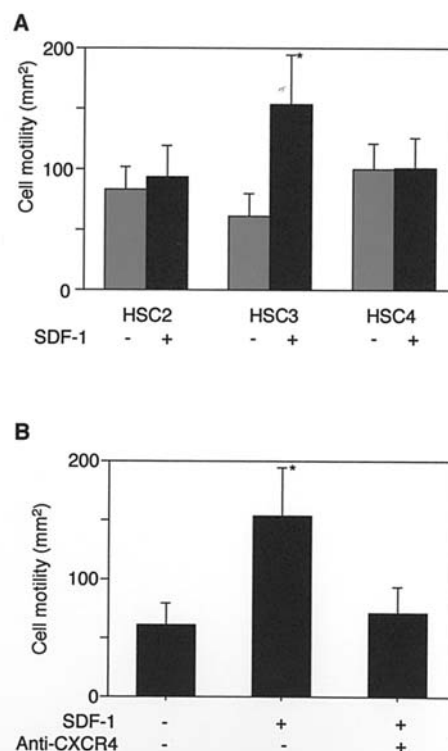 A
Cell motility (mm²)
200
100
0
*
HSC2 HSC3 HSC4
SDF-1 - + - + - +
B
Cell motility (mm²)
200
100
0
*
SDF-1 - + +
Anti-CXCR4 - - +